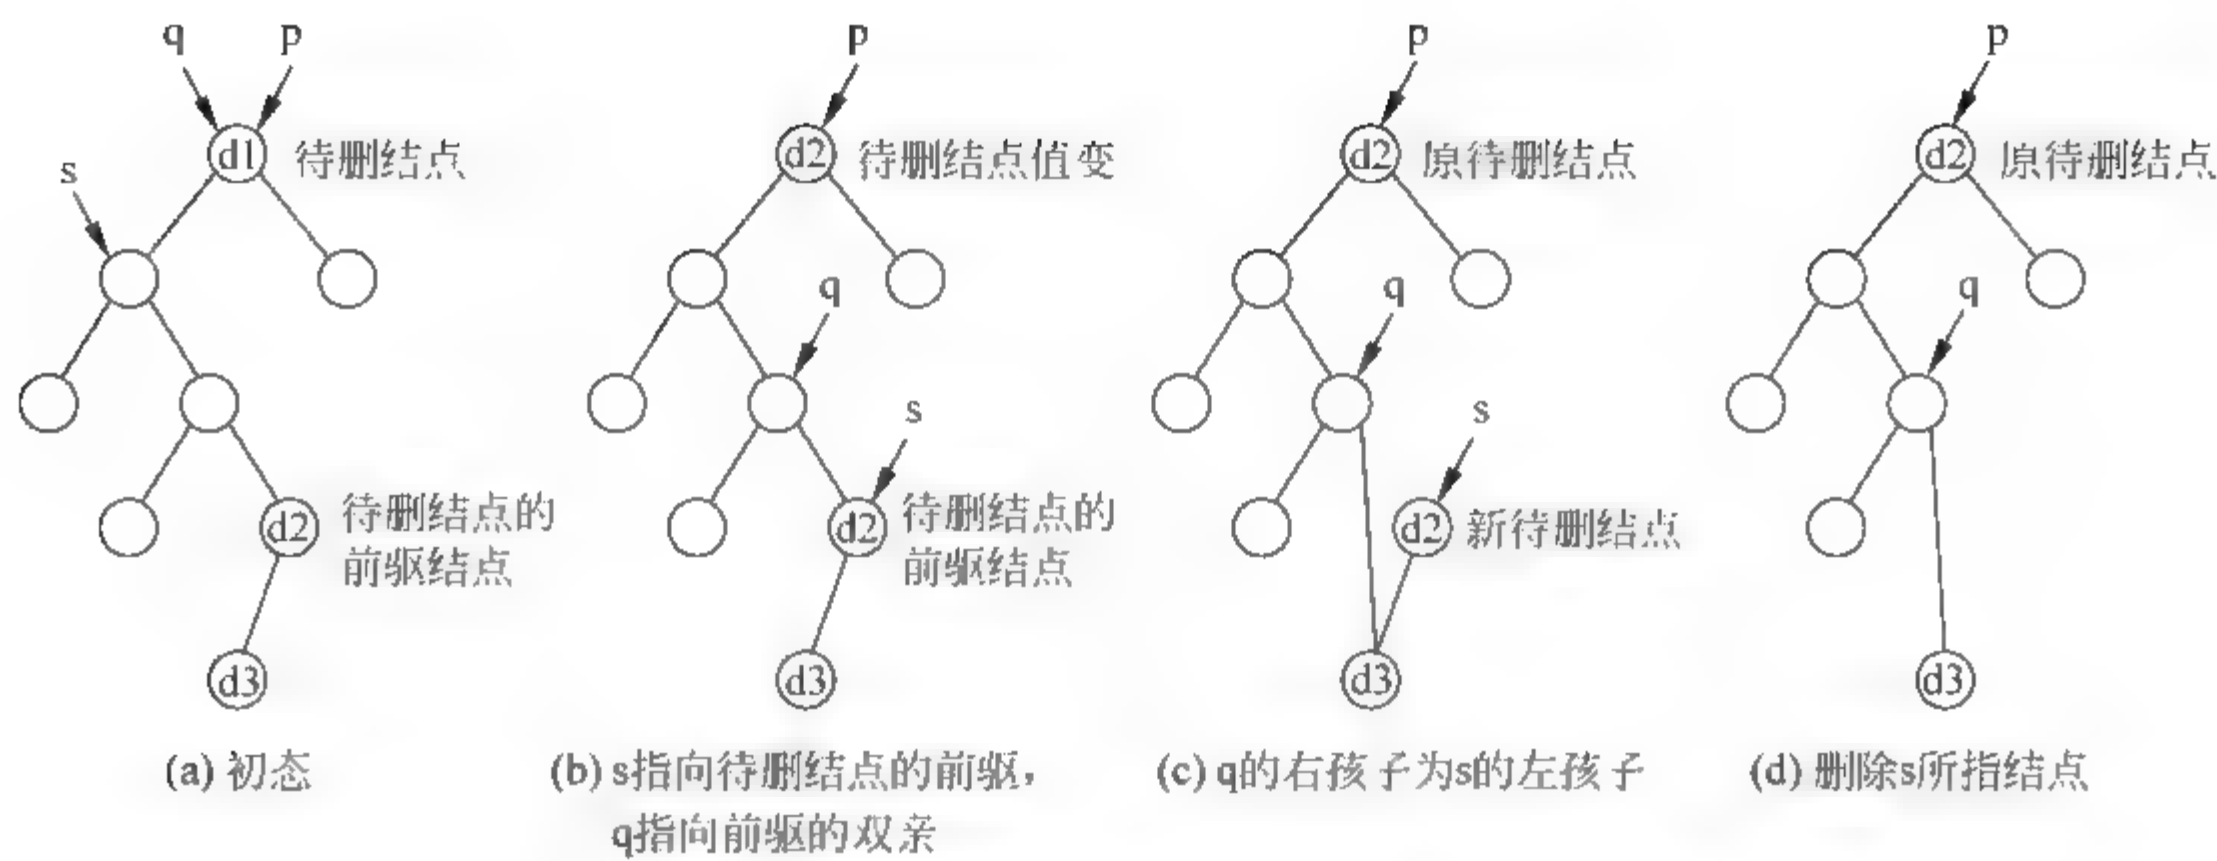 q p
s
d1 待删结点
d2 待删结点的
前驱结点
d3
(a) 初态
p
d2 待删结点值变
q
s
d2 待删结点的
前驱结点
d3
(b) s指向待删结点的前驱，
q指向前驱的双亲
p
d2 原待删结点
q
s
d2 新待删结点
d3
(c) q的右孩子为s的左孩子
p
d2 原待删结点
q
d3
(d) 删除s所指结点